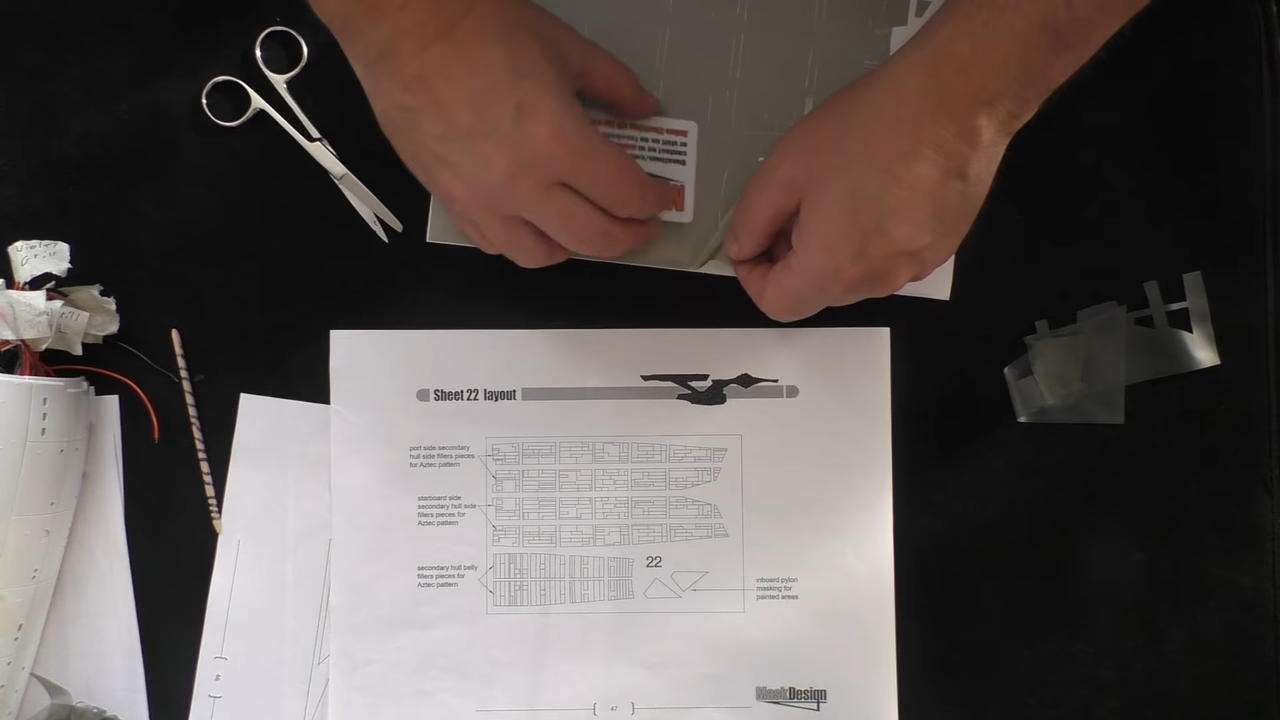 Sheet 22 layout
port side secondary
hull side fillers pieces
for Aztec pattern
starboard side
secondary hull side
fillers pieces for
Aztec pattern
secondary hull belly
fillers pieces for
Aztec pattern
22
inboard pylon
masking for
painted areas
MaskDesign
47